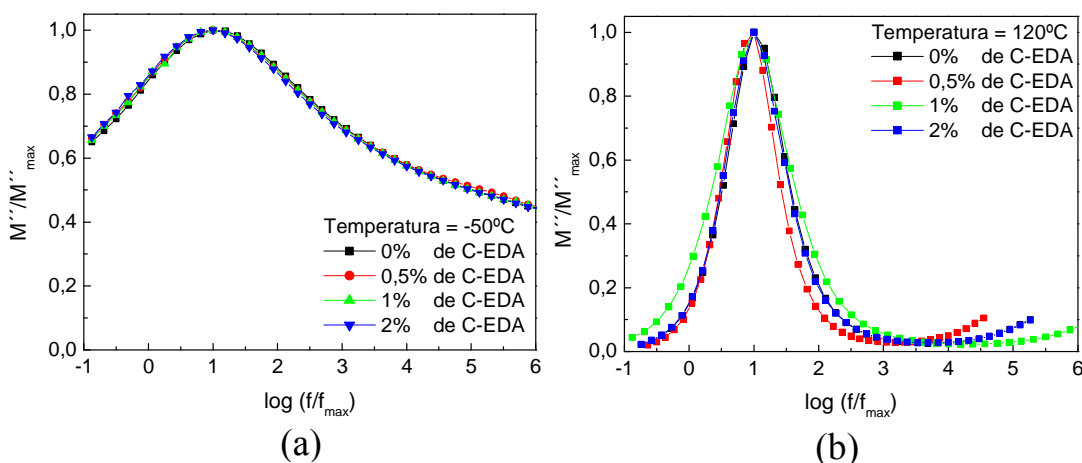 1,0
0,8
0,6
0,4
0,2
0,0
M´´/M´´max
Temperatura = -50ºC
0% de C-EDA
0,5% de C-EDA
1% de C-EDA
2% de C-EDA
-1 0 1 2 3 4 5 6
log (f/fmax)
(a)
1,0
0,8
0,6
0,4
0,2
0,0
M´´/M´´max
Temperatura = 120ºC
0% de C-EDA
0,5% de C-EDA
1% de C-EDA
2% de C-EDA
-1 0 1 2 3 4 5 6
log (f/fmax)
(b)